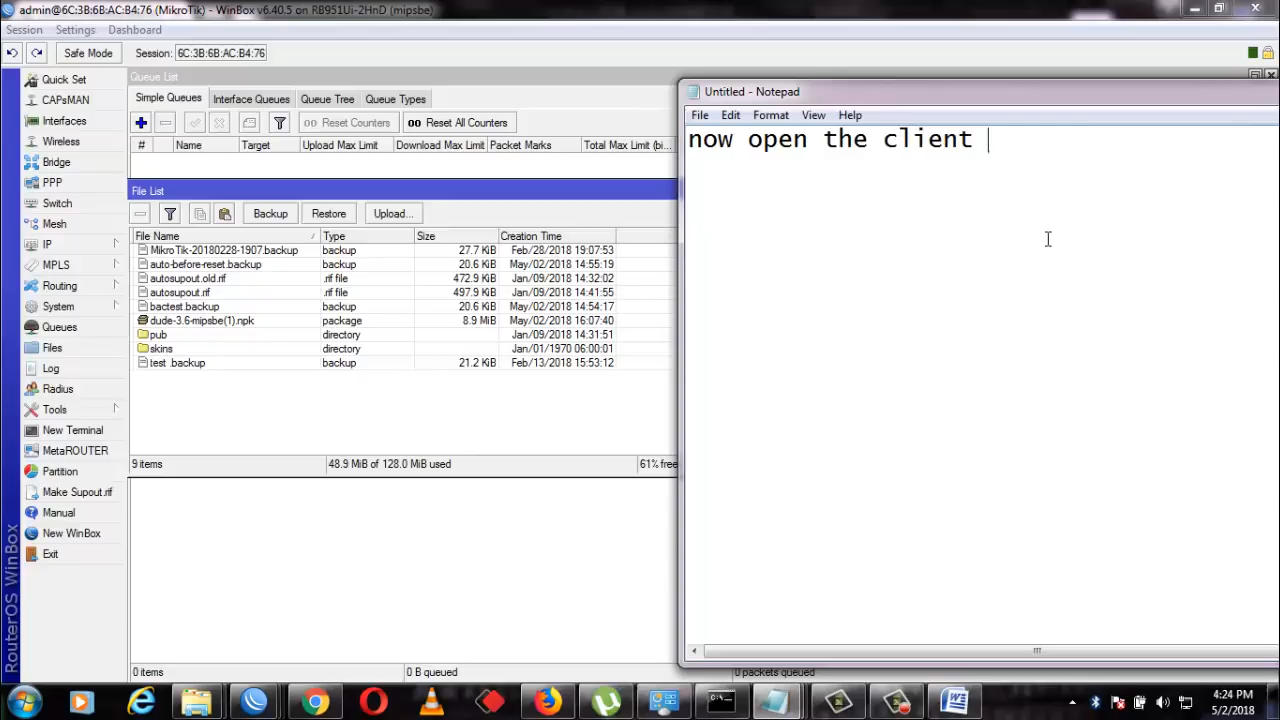 admin@6C:3B:6B:AC:B4:76 (MikroTik) - WinBox v6.40.5 on RB951Ui-2HnD (mipsbe)
Session Settings Dashboard
Safe Mode Session: 6C:3B:6B:AC:B4:76
Quick Set
CAPsMAN
Interfaces
Wireless
Bridge
PPP
Switch
Mesh
IP
MPLS
Routing
System
Queues
Files
Log
Radius
Tools
New Terminal
MetaROUTER
Partition
Make Supout.rif
Manual
New WinBox
Exit
RouterOS WinBox
Queue List
Simple Queues Interface Queues Queue Tree Queue Types
00 Reset Counters 00 Reset All Counters
# Name Target Upload Max Limit Download Max Limit Packet Marks Total Max Limit (bi...
File List
Backup Restore Upload...
File Name Type Size Creation Time
MikroTik-20180228-1907.backup backup 27.7 KiB Feb/28/2018 19:07:53
auto-before-reset.backup backup 20.6 KiB May/02/2018 14:55:19
autosupout.old.rif .rif file 472.9 KiB Jan/09/2018 14:32:02
autosupout.rif .rif file 497.9 KiB Jan/09/2018 14:41:55
bactest.backup backup 20.6 KiB May/02/2018 14:54:17
dude-3.6-mipsbe(1).npk package 8.9 MiB May/02/2018 16:07:40
pub directory Jan/09/2018 14:31:51
skins directory Jan/01/1970 06:00:01
test .backup backup 21.2 KiB Feb/13/2018 15:53:12
9 items 48.9 MiB of 128.0 MiB used 61% free
0 items 0 B queued 0 packets queued
Untitled - Notepad
File Edit Format View Help
now open the client
4:24 PM
5/2/2018